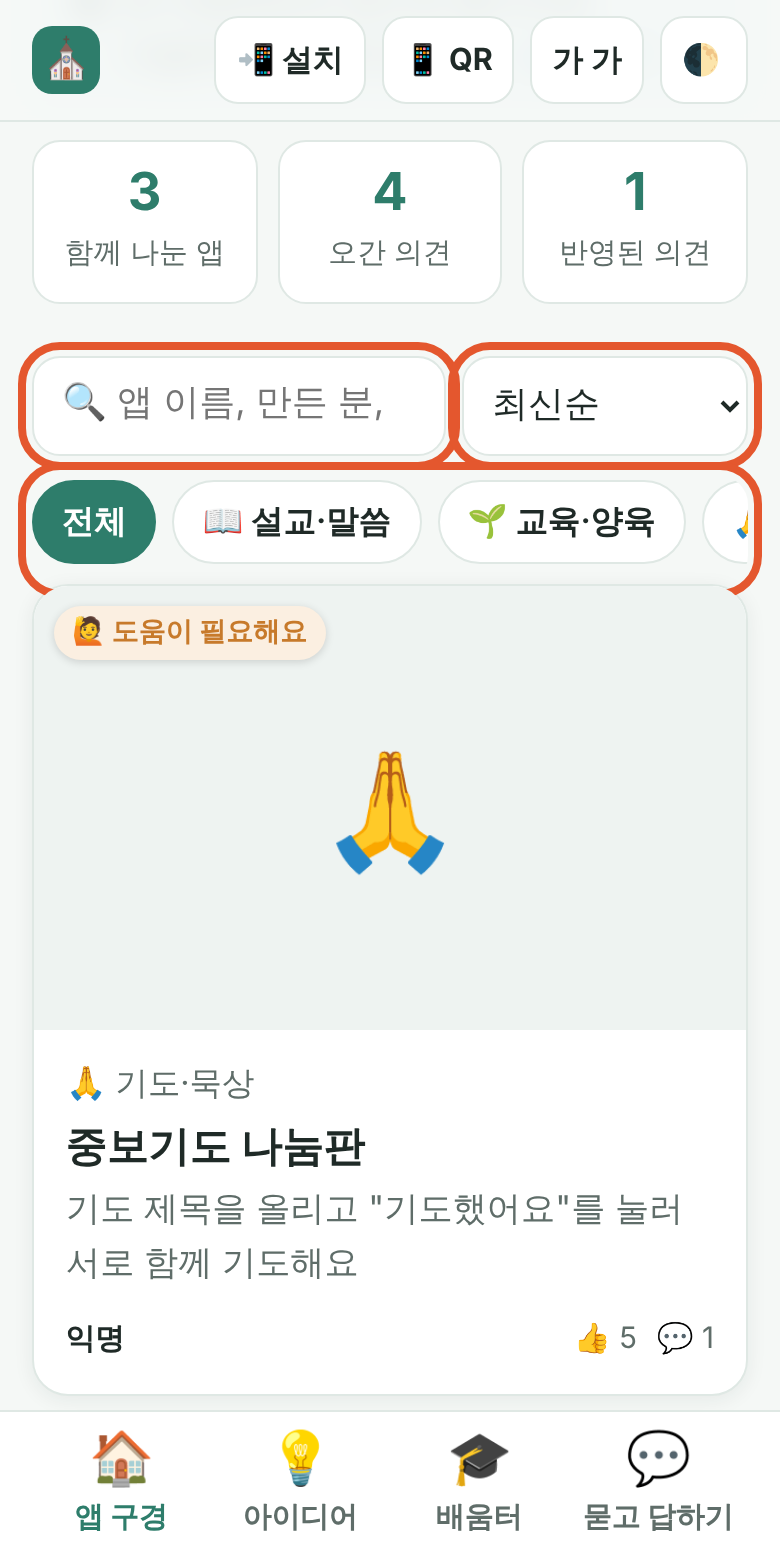 설치
QR
가 가
3
함께 나눈 앱
4
오간 의견
1
반영된 의견
앱 이름, 만든 분,
최신순
전체
설교·말씀
교육·양육
도움이 필요해요
기도·묵상
중보기도 나눔판
기도 제목을 올리고 "기도했어요"를 눌러
서로 함께 기도해요
익명
5
1
앱 구경
아이디어
배움터
묻고 답하기